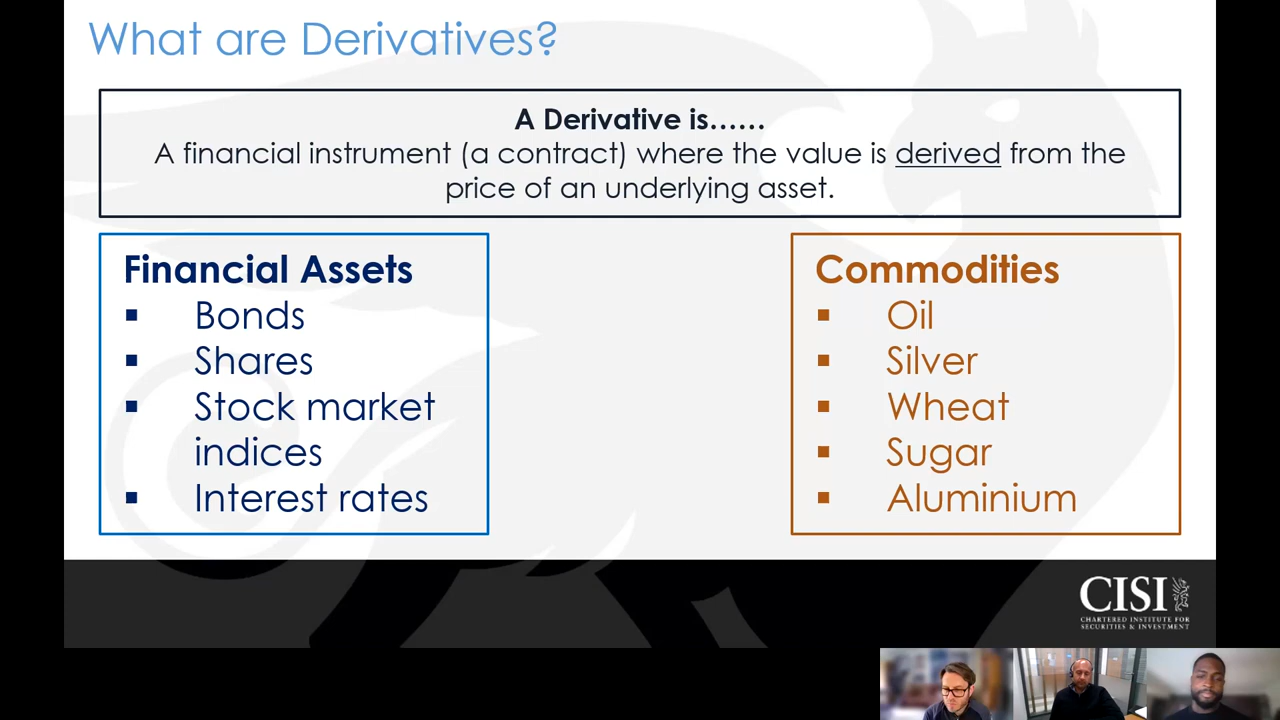 What are Derivatives?
A Derivative is……
A financial instrument (a contract) where the value is derived from the
price of an underlying asset.
Financial Assets
▪ Bonds
▪ Shares
▪ Stock market
indices
▪ Interest rates
Commodities
▪ Oil
▪ Silver
▪ Wheat
▪ Sugar
▪ Aluminium
CISI
CHARTERED INSTITUTE FOR
SECURITIES & INVESTMENT